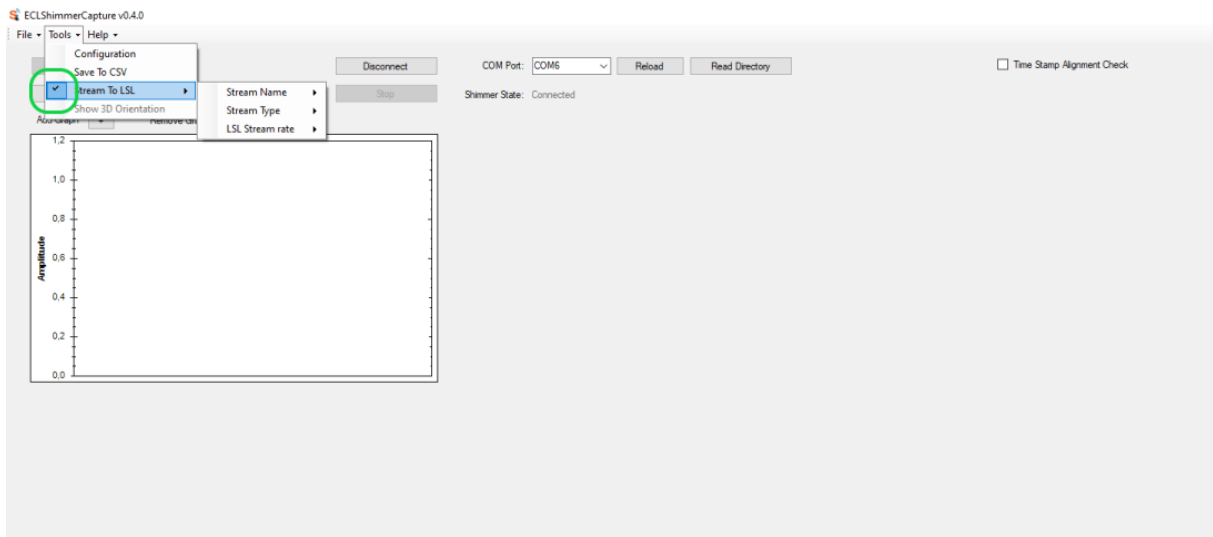 ECLShimmerCapture v0.4.0
File Tools Help
Configuration
Save To CSV
Stream To LSL
Show 3D Orientation
Stream Name
Stream Type
LSL Stream rate
Disconnect
Stop
COM Port: COM6 Reload Read Directory
Shimmer State: Connected
Time Stamp Alignment Check
Add Graph
1,2
1,0
0,8
0,6
0,4
0,2
0,0
Amplitude